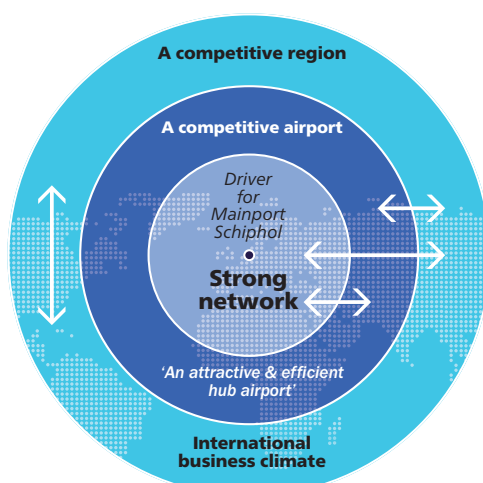 A competitive region
A competitive airport
Driver
for
Mainport
Schiphol
Strong
network
‘An attractive & efficient
hub airport’
International
business climate